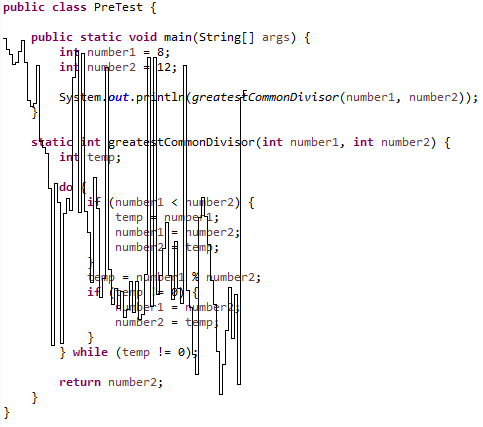 public class PreTest {
public static void main(String[] args) {
int number1 = 8;
int number2 = 12;
System.out.println(greatestCommonDivisor(number1, number2));
}
static int greatestCommonDivisor(int number1, int number2) {
int temp;
do {
if (number1 < number2) {
temp = number1;
number1 = number2;
number2 = temp;
}
temp = number1 % number2;
if (temp != 0) {
number1 = number2;
number2 = temp;
}
} while (temp != 0);
return number2;
}
}